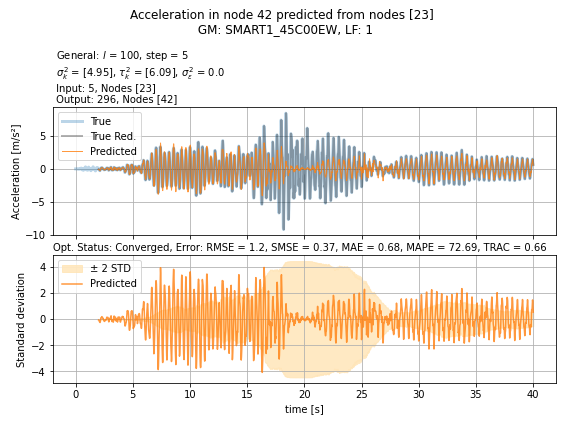 Acceleration in node 42 predicted from nodes [23]
GM: SMART1_45C00EW, LF: 1
General: l = 100, step = 5
σ_k^2 = [4.95], τ_k^2 = [6.09], σ_ε^2 = 0.0
Input: 5, Nodes [23]
Output: 296, Nodes [42]
True
True Red.
Predicted
Acceleration [m/s²]
5
0
−5
−10
Opt. Status: Converged, Error: RMSE = 1.2, SMSE = 0.37, MAE = 0.68, MAPE = 72.69, TRAC = 0.66
± 2 STD
Predicted
Standard deviation
4
2
0
−2
−4
0 5 10 15 20 25 30 35 40
time [s]